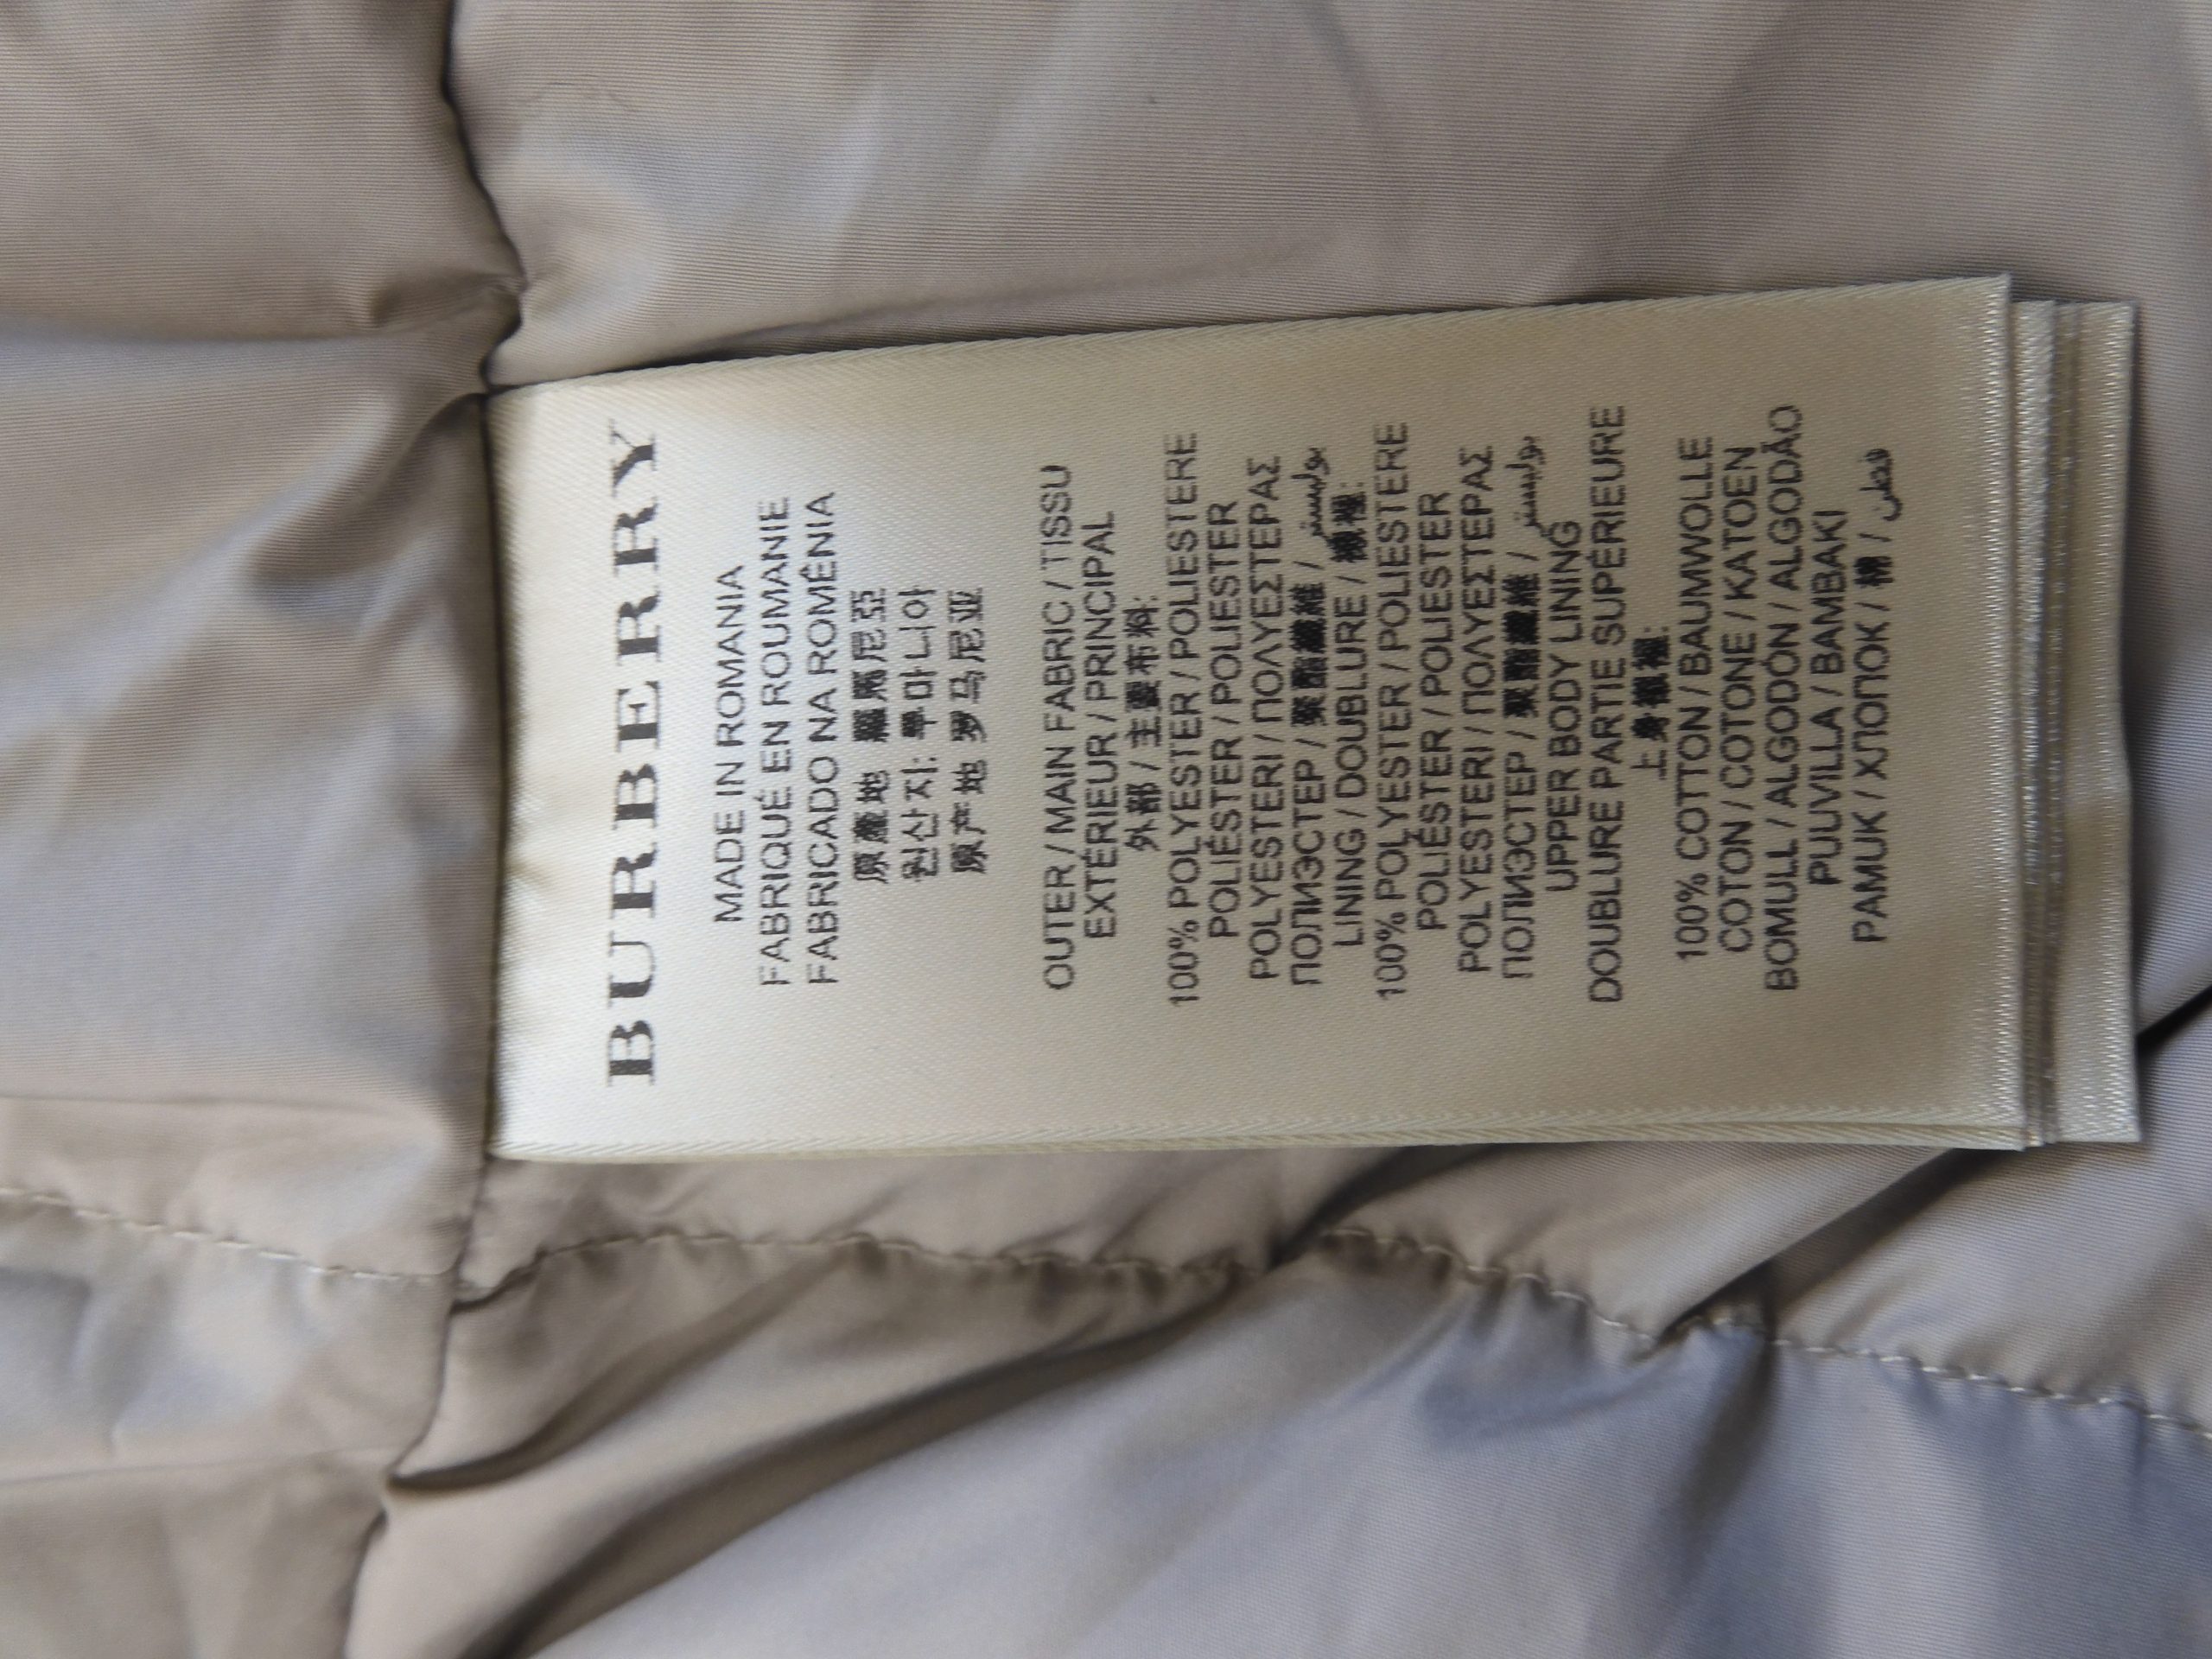 BURBERRY
MADE IN ROMANIA
FABRIQUÉ EN ROUMANIE
FABRICADO NA ROMÊNIA
原產地 羅馬尼亞
원산지: 루마니아
原产地 罗马尼亚
OUTER / MAIN FABRIC / TISSU
EXTÉRIEUR / PRINCIPAL
外部 / 主要布料:
100% POLYESTER / POLIESTERE
POLIÉSTER / POLIESTER
POLYESTERI / ΠΟΛΥΕΣΤΕΡΑΣ
ПОЛИЭСТЕР / 聚酯纖維 / بوليستر
LINING / DOUBLURE / 襯裡:
100% POLYESTER / POLIESTERE
POLIÉSTER / POLIESTER
POLYESTERI / ΠΟΛΥΕΣΤΕΡΑΣ
ПОЛИЭСТЕР / 聚酯纖維 / بوليستر
UPPER BODY LINING
DOUBLURE PARTIE SUPÉRIEURE
上身襯裡:
100% COTTON / BAUMWOLLE
COTON / COTONE / KATOEN
BOMULL / ALGODÓN / ALGODÃO
PUUVILLA / BAMBAKI
PAMUK / ХЛОПОК / 棉 / قطن